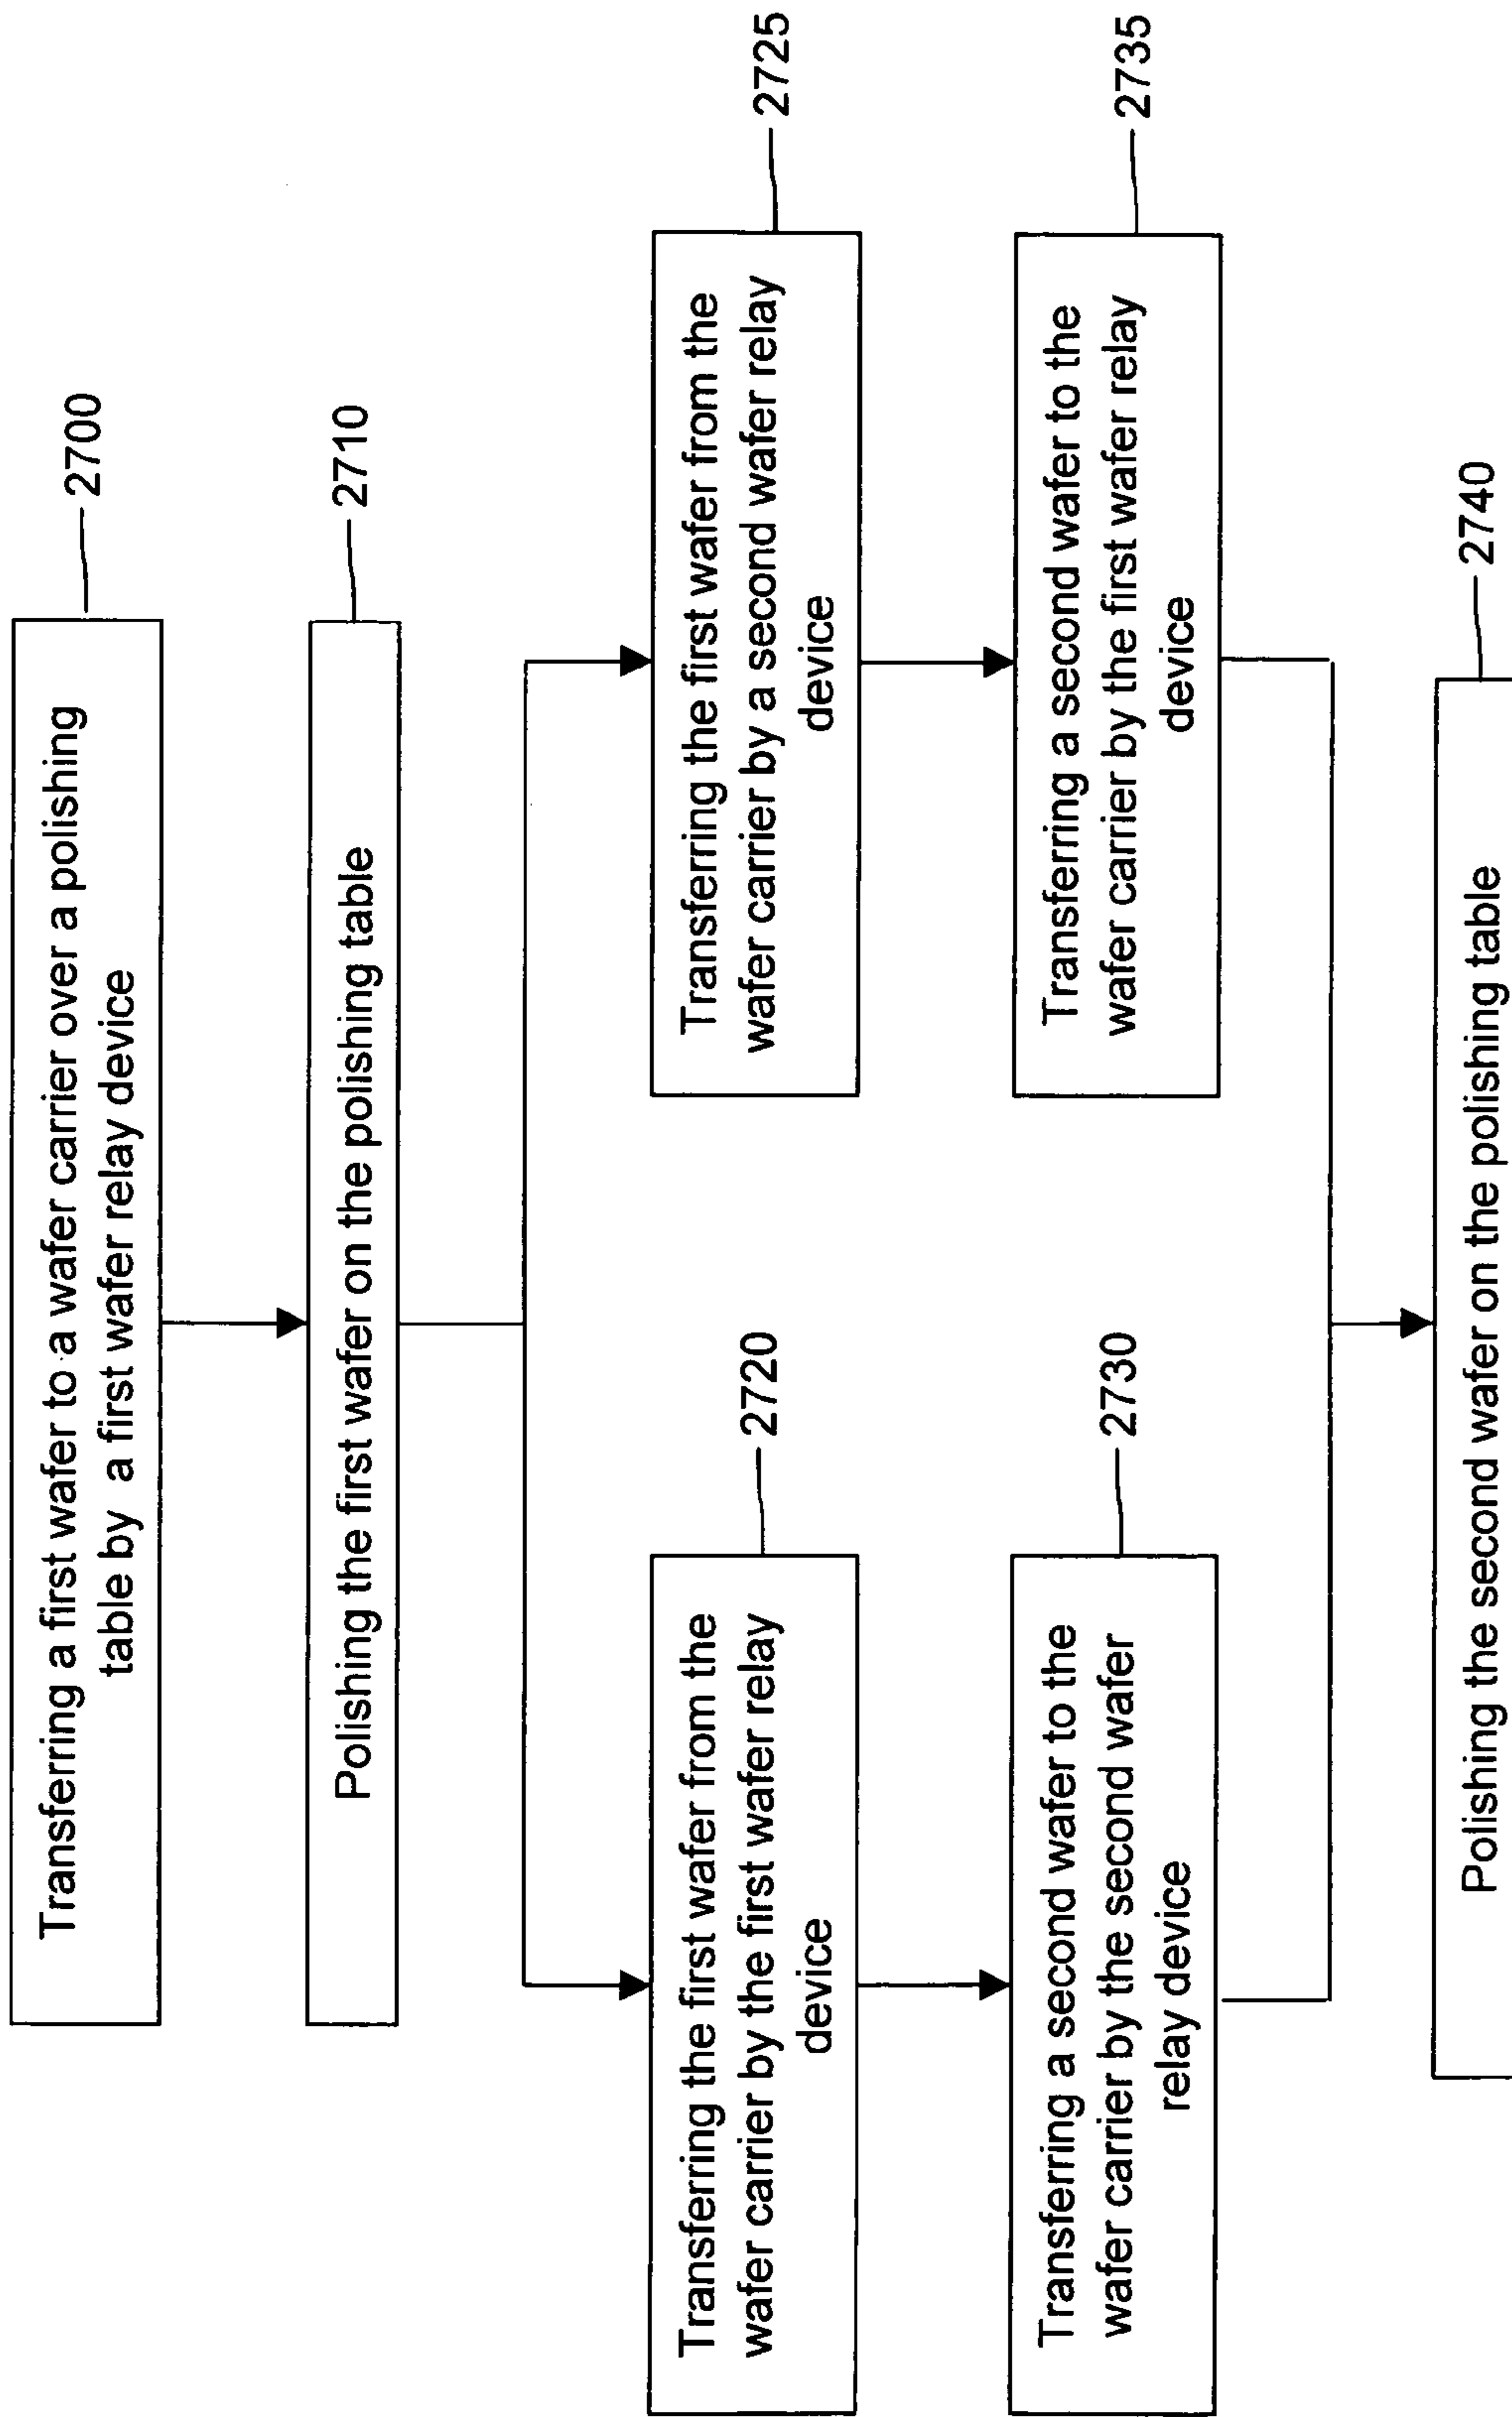 Transferring a first wafer to a wafer carrier over a polishing
table by a first wafer relay device
2700
Polishing the first wafer on the polishing table
2710
Transferring the first wafer from the
wafer carrier by the first wafer relay
device
2720
Transferring the first wafer from the
wafer carrier by a second wafer relay
device
2725
Transferring a second wafer to the
wafer carrier by the second wafer
relay device
2730
Transferring a second wafer to the
wafer carrier by the first wafer relay
device
2735
Polishing the second wafer on the polishing table
2740